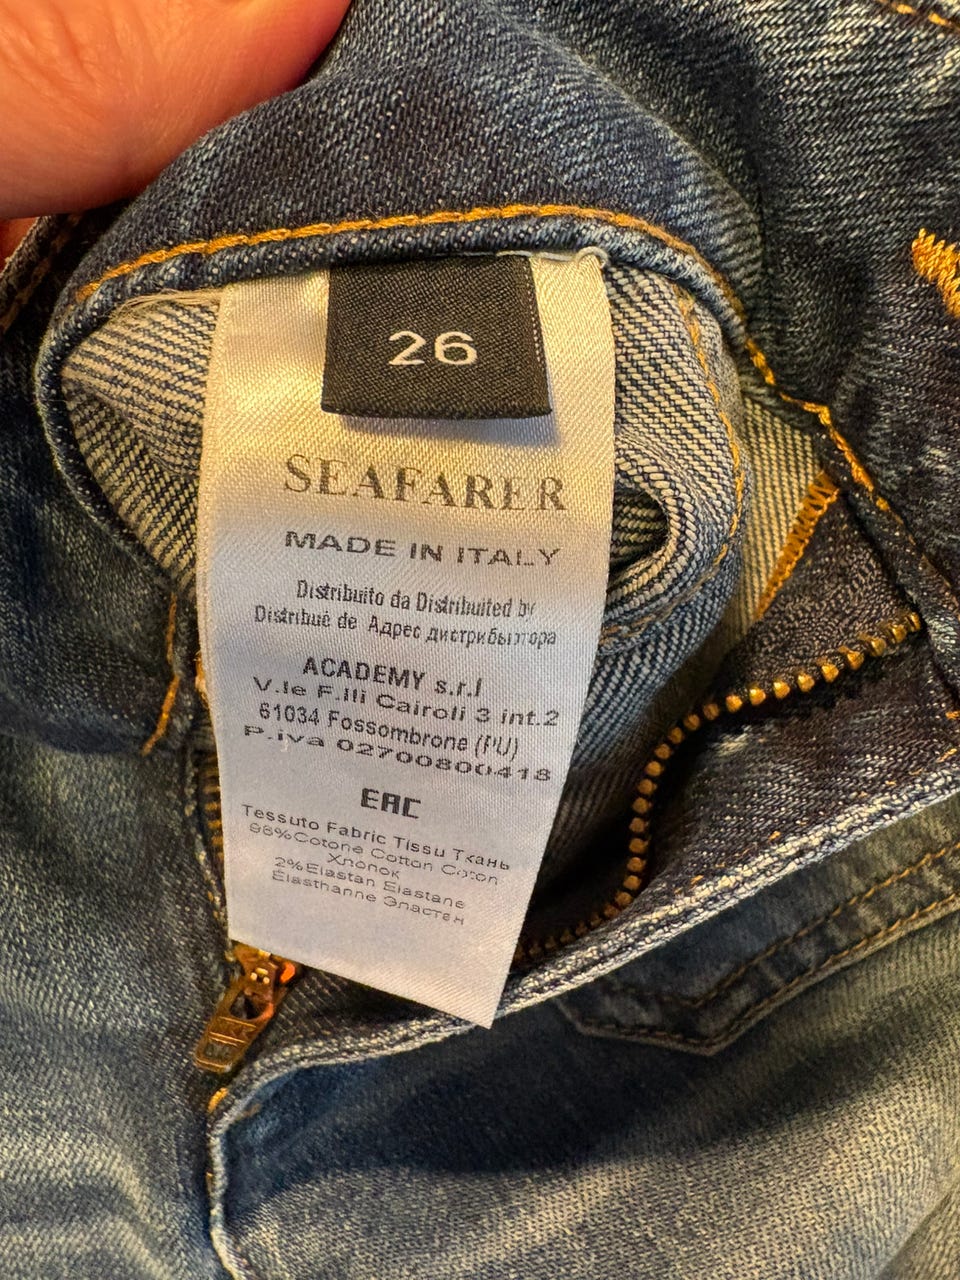 26
SEAFARER
MADE IN ITALY
Distribuito da Distribuited by
Distribué de Адрес дистрибьютора
ACADEMY s.r.l
V.le F.lli Cairoli 3 int.2
61034 Fossombrone (PU)
P.iva 02700800418
EAC
Tessuto Fabric Tissu Ткань
98%Cotone Cotton Coton
Хлопок
2%Elastan Elastane
Élasthanne Эластен